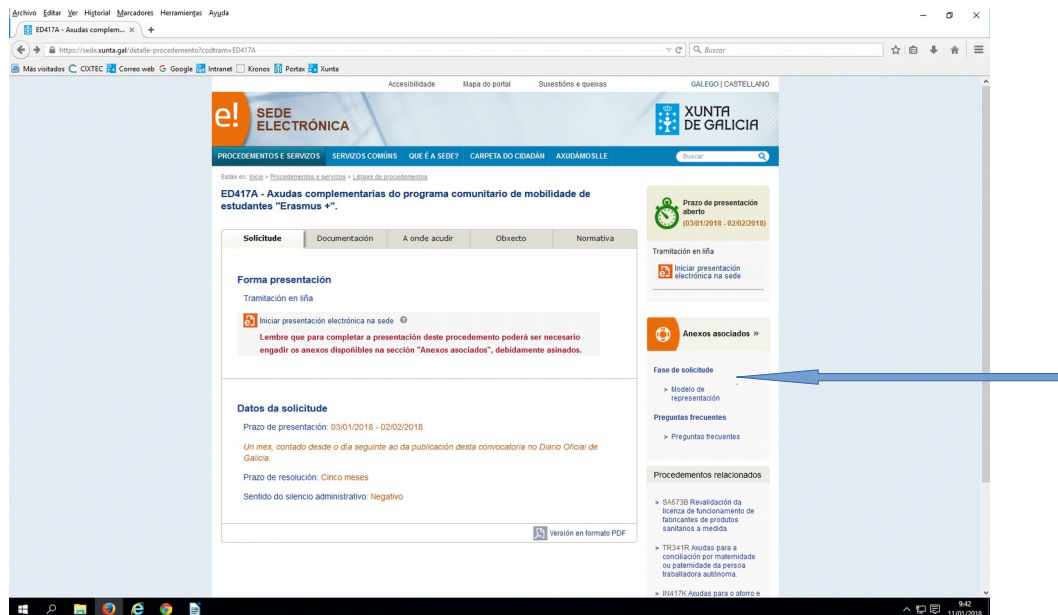 Archivo Editar Ver Historial Marcadores Herramientas Ayuda
ED417A - Axudas complem...
https://sede.xunta.gal/detalle-procedemento?codtram=ED417A
Buscar
Más visitados CIXTEC Correo web Google Intranet Kronos Portax Xunta
Accesibilidade Mapa do portal Suxestións e queixas GALEGO | CASTELLANO
e! SEDE
ELECTRÓNICA
XUNTA
DE GALICIA
PROCEDEMENTOS E SERVIZOS SERVIZOS COMÚNS QUE É A SEDE? CARPETA DO CIDADÁN AXUDÁMOSLLE Buscar
Estás en: Inicio > Procedementos e servizos > Listaxe de procedementos
ED417A - Axudas complementarias do programa comunitario de mobilidade de
estudantes "Erasmus +".
Solicitude Documentación A onde acudir Obxecto Normativa
Forma presentación
Tramitación en liña
Iniciar presentación electrónica na sede
Lembre que para completar a presentación deste procedemento poderá ser necesario
engadir os anexos dispoñibles na sección "Anexos asociados", debidamente asinados.
Datos da solicitude
Prazo de presentación: 03/01/2018 - 02/02/2018.
Un mes, contado desde o día seguinte ao da publicación desta convocatoria no Diario Oficial de
Galicia.
Prazo de resolución: Cinco meses
Sentido do silencio administrativo: Negativo
Versión en formato PDF
Prazo de presentación
aberto
(03/01/2018 - 02/02/2018)
Tramitación en liña
Iniciar presentación
electrónica na sede
Anexos asociados »
Fase de solicitude
> Modelo de
representación
Preguntas frecuentes
> Preguntas frecuentes
Procedementos relacionados
> SA673B Revalidación da
licenza de funcionamento de
fabricantes de produtos
sanitarios a medida.
> TR341R Axudas para a
conciliación por maternidade
ou paternidade da persoa
traballadora autónoma.
> IN417K Axudas para o aforro e
9:42
11/01/2018